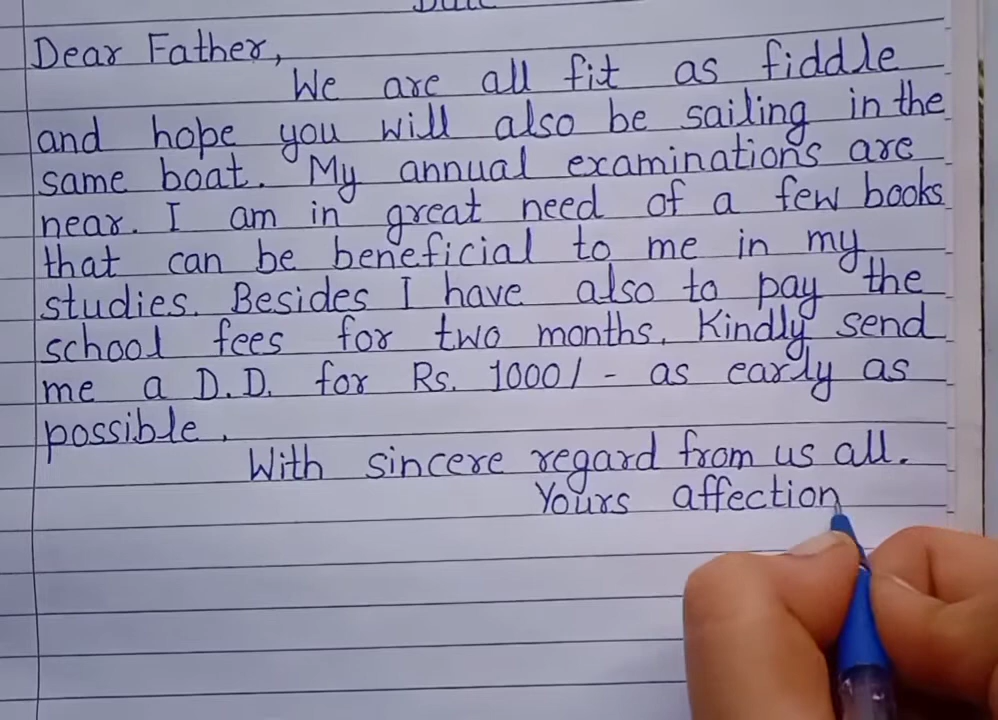 Dear Father,
We are all fit as fiddle
and hope you will also be sailing in the
same boat. My annual examinations are
near. I am in great need of a few books
that can be beneficial to me in my
studies. Besides I have also to pay the
school fees for two months. Kindly send
me a D.D. for Rs. 1000/- as early as
possible.
With sincere regard from us all.
Yours affection